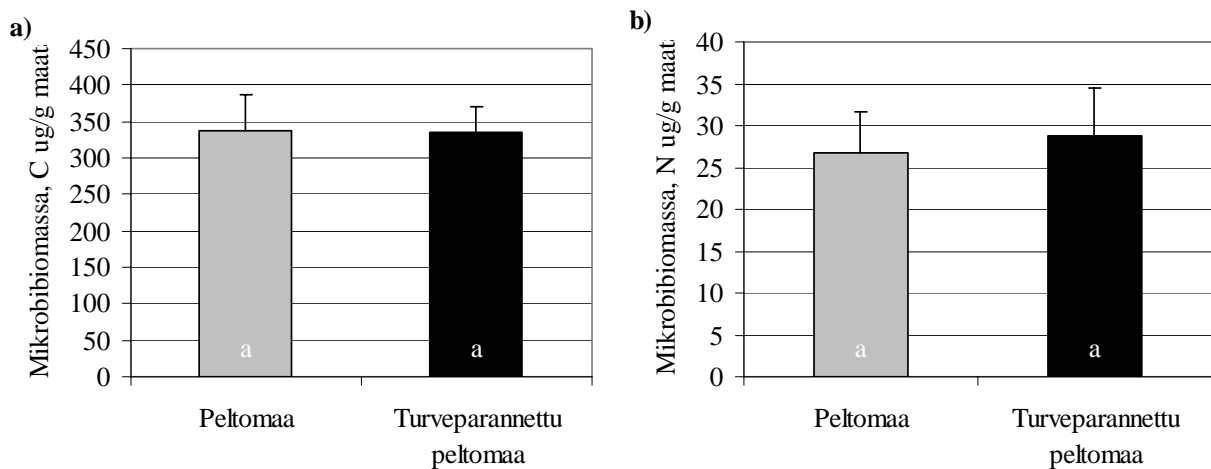 a)
Mikrobibiomassa, C ug/g maat
450
400
350
300
250
200
150
100
50
0
a
a
Peltomaa
Turveparannettu
peltomaa
b)
Mikrobibiomassa, N ug/g maat
40
35
30
25
20
15
10
5
0
a
a
Peltomaa
Turveparannettu
peltomaa